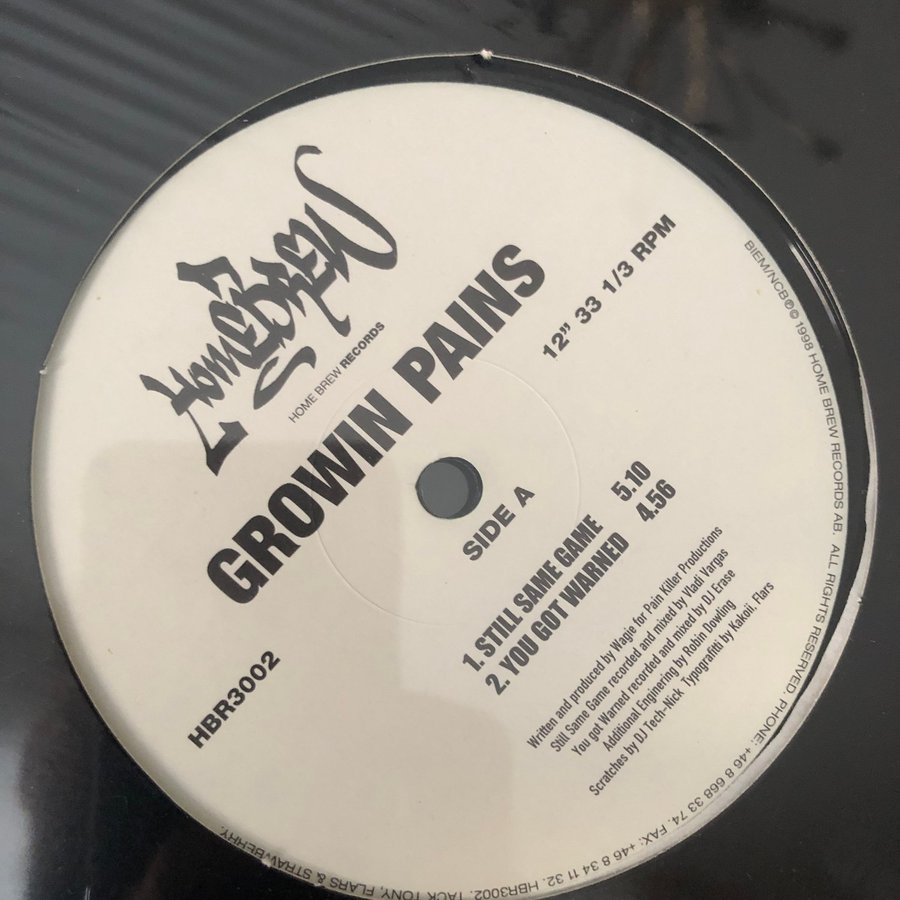 HOMEBREW
HOME BREW RECORDS
GROWIN PAINS
12" 33 1/3 RPM
SIDE A
HBR3002
1. STILL SAME GAME 5.10
2. YOU GOT WARNED 4.56
Written and produced by Wagie for Pain Killer Productions
Still Same Game recorded and mixed by Vladi Vargas
You got Warned recorded and mixed by DJ Erase
Additional Enginering by Robin Dowling
Scratches by DJ Tech-Nick Typografitti by Kakoii, Flars
BIEM/NCB℗© 1998 HOME BREW RECORDS AB. ALL RIGHTS RESERVED. PHONE: +46 8 668 33 74. FAX: +46 8 34 11 32. HBR3002. TACK TONY, FLARS & STRAWBERRY.